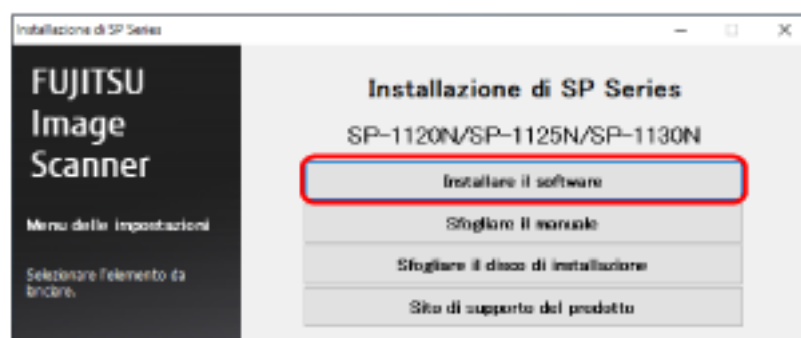 Installazione di SP Series
FUJITSU
Image
Scanner
Menu delle impostazioni
Selezionare l'elemento da
lanciare.
Installazione di SP Series
SP-1120N/SP-1125N/SP-1130N
Installare il software
Sfogliare il manuale
Sfogliare il disco di installazione
Sito di supporto del prodotto